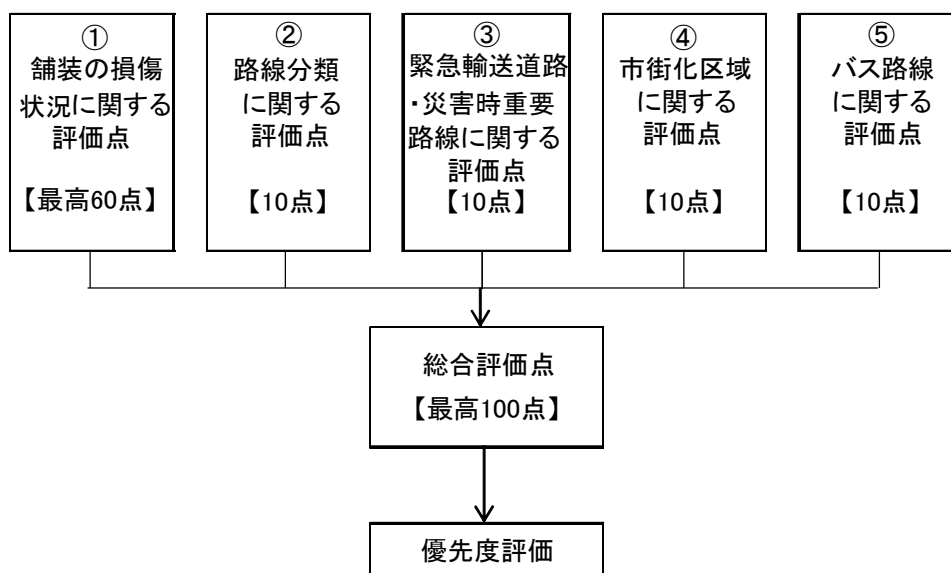 ①
舗装の損傷
状況に関する
評価点
【最高60点】
②
路線分類
に関する
評価点
【10点】
③
緊急輸送道路
・災害時重要
路線に関する
評価点
【10点】
④
市街化区域
に関する
評価点
【10点】
⑤
バス路線
に関する
評価点
【10点】
総合評価点
【最高100点】
優先度評価